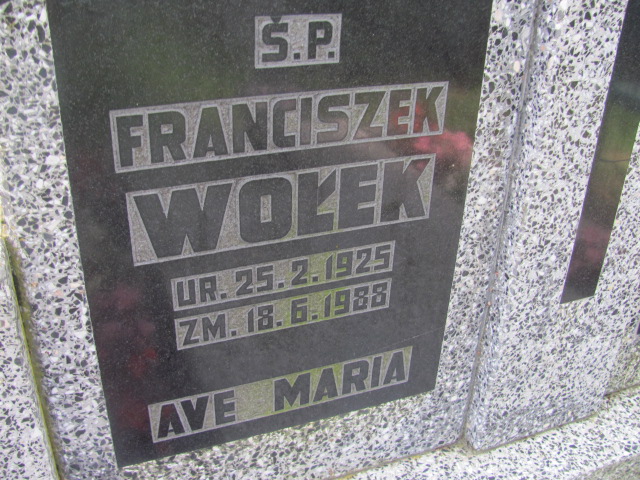 Ś.P.
FRANCISZEK
WOŁEK
UR. 25.2.1925
ZM. 18.6.1988
AVE MARIA